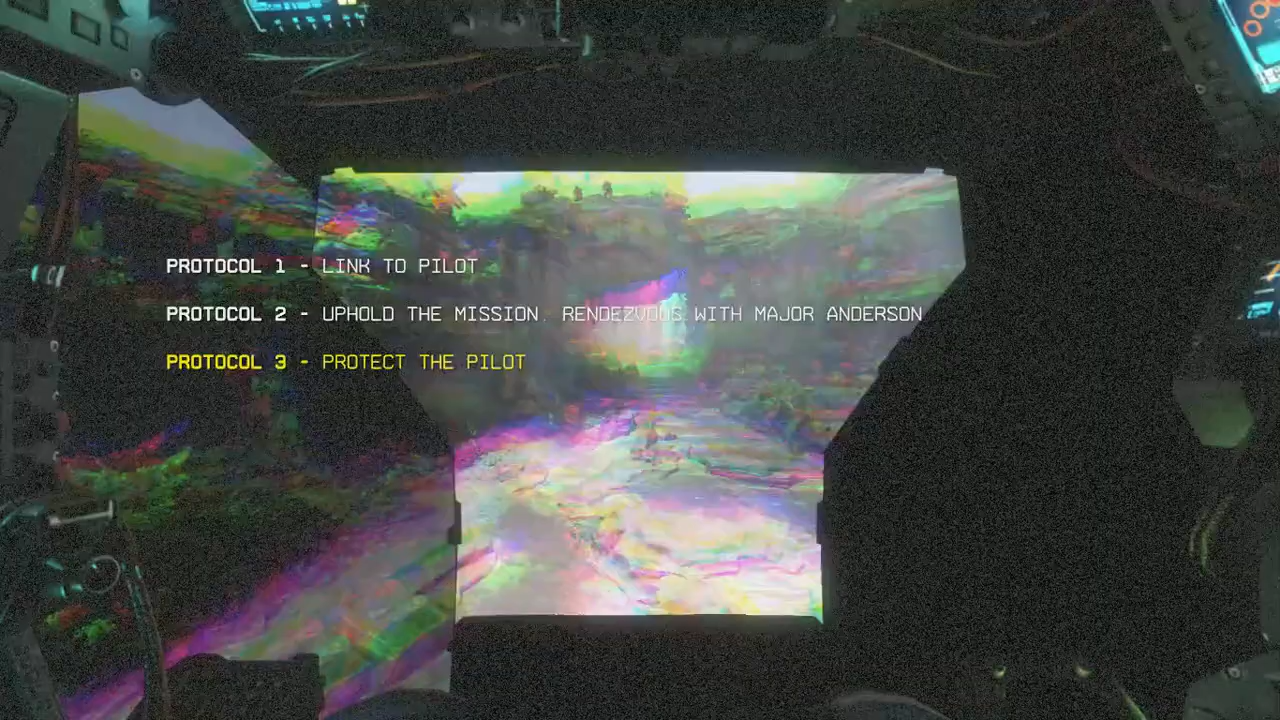 PROTOCOL 1 - LINK TO PILOT
PROTOCOL 2 - UPHOLD THE MISSION. RENDEZVOUS WITH MAJOR ANDERSON
PROTOCOL 3 - PROTECT THE PILOT